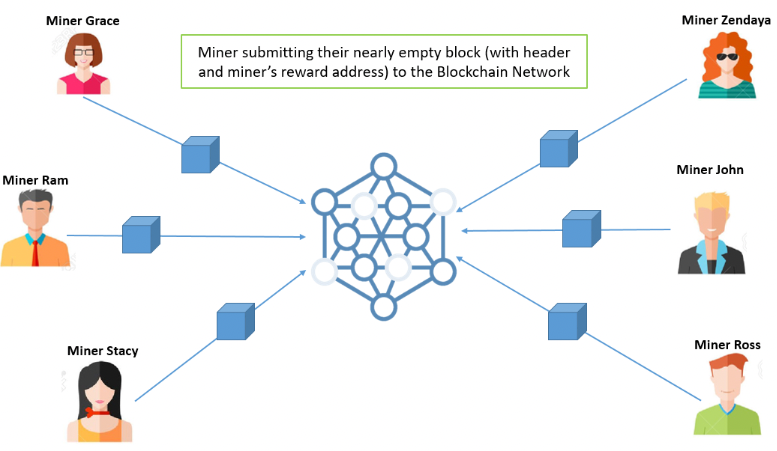 Miner Grace
Miner Zendaya
Miner submitting their nearly empty block (with header
and miner's reward address) to the Blockchain Network
Miner Ram
Miner John
Miner Stacy
Miner Ross